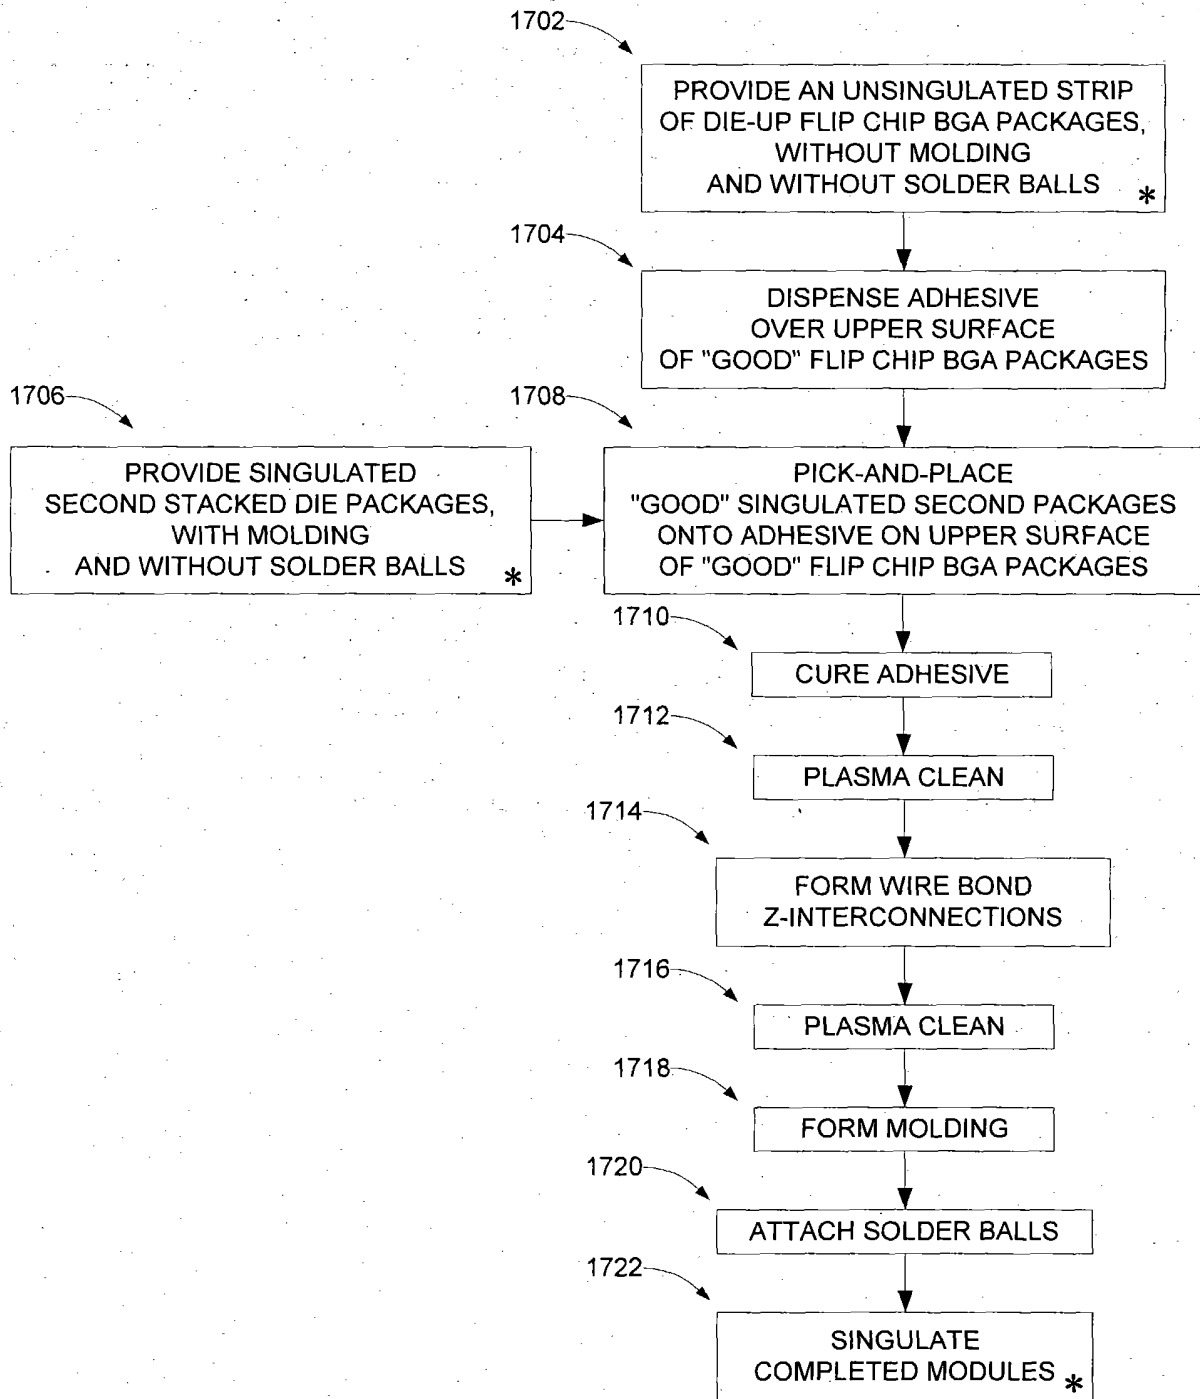 1702
PROVIDE AN UNSINGULATED STRIP
OF DIE-UP FLIP CHIP BGA PACKAGES,
WITHOUT MOLDING
AND WITHOUT SOLDER BALLS *
1704
DISPENSE ADHESIVE
OVER UPPER SURFACE
OF "GOOD" FLIP CHIP BGA PACKAGES
1706
PROVIDE SINGULATED
SECOND STACKED DIE PACKAGES,
WITH MOLDING
AND WITHOUT SOLDER BALLS *
1708
PICK-AND-PLACE
"GOOD" SINGULATED SECOND PACKAGES
ONTO ADHESIVE ON UPPER SURFACE
OF "GOOD" FLIP CHIP BGA PACKAGES
1710
CURE ADHESIVE
1712
PLASMA CLEAN
1714
FORM WIRE BOND
Z-INTERCONNECTIONS
1716
PLASMA CLEAN
1718
FORM MOLDING
1720
ATTACH SOLDER BALLS
1722
SINGULATE
COMPLETED MODULES *